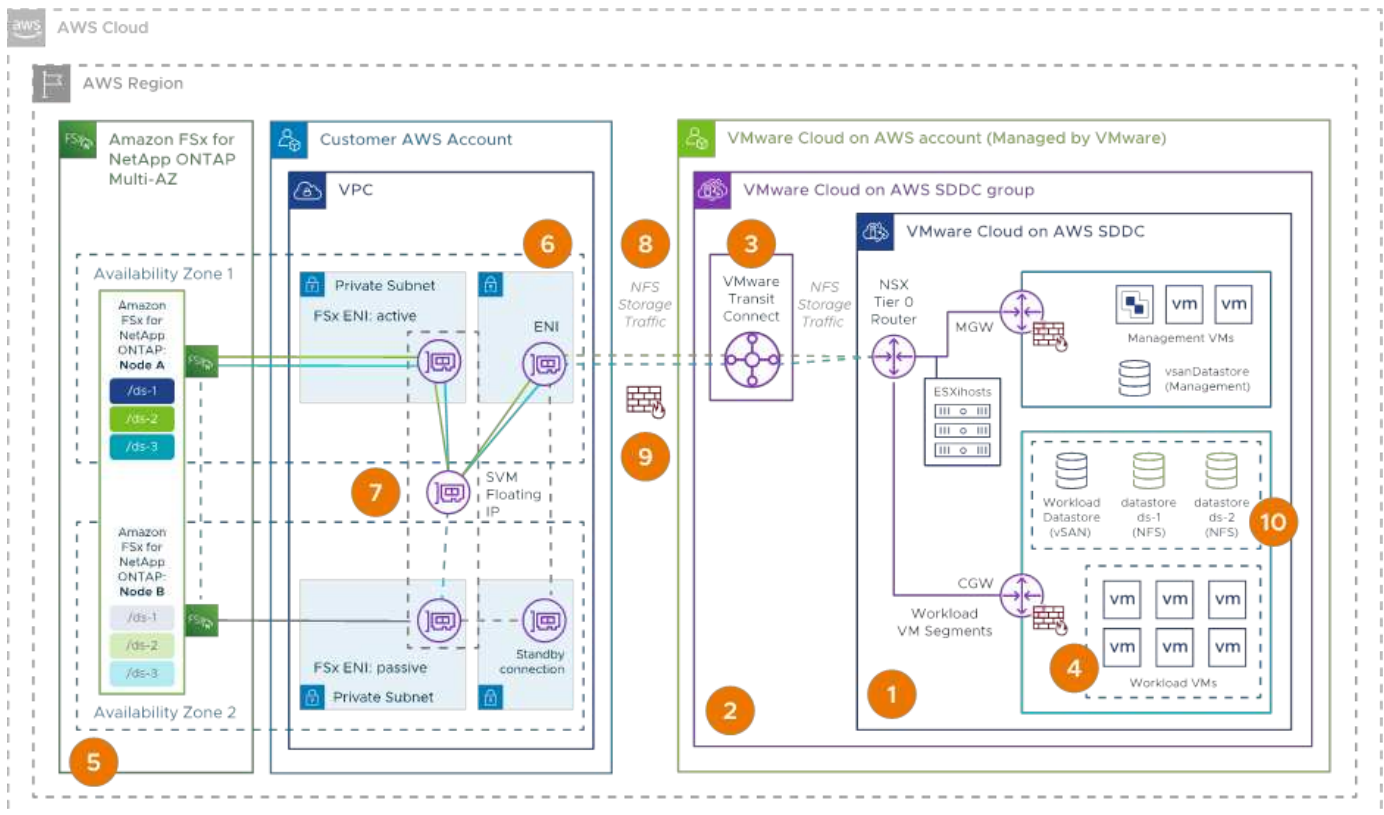 aws
AWS Cloud
AWS Region
FSx
Amazon FSx for
NetApp ONTAP
Multi-AZ
Customer AWS Account
VPC
Availability Zone 1
Amazon
FSx for
NetApp
ONTAP:
Node A
/ds-1
/ds-2
/ds-3
FSx
Private Subnet
FSx ENI: active
6
ENI
7
SVM
Floating
IP
Amazon
FSx for
NetApp
ONTAP:
Node B
/ds-1
/ds-2
/ds-3
FSx
FSx ENI: passive
Private Subnet
Standby
connection
Availability Zone 2
5
8
NFS
Storage
Traffic
9
VMware Cloud on AWS account (Managed by VMware)
VMware Cloud on AWS SDDC group
3
VMware
Transit
Connect
NFS
Storage
Traffic
2
VMware Cloud on AWS SDDC
NSX
Tier 0
Router
MGW
vm
vm
Management VMs
vsanDatastore
(Management)
ESXihosts
Workload
Datastore
(vSAN)
datastore
ds-1
(NFS)
datastore
ds-2
(NFS)
10
CGW
Workload
VM Segments
vm
vm
vm
vm
vm
vm
Workload VMs
4
1